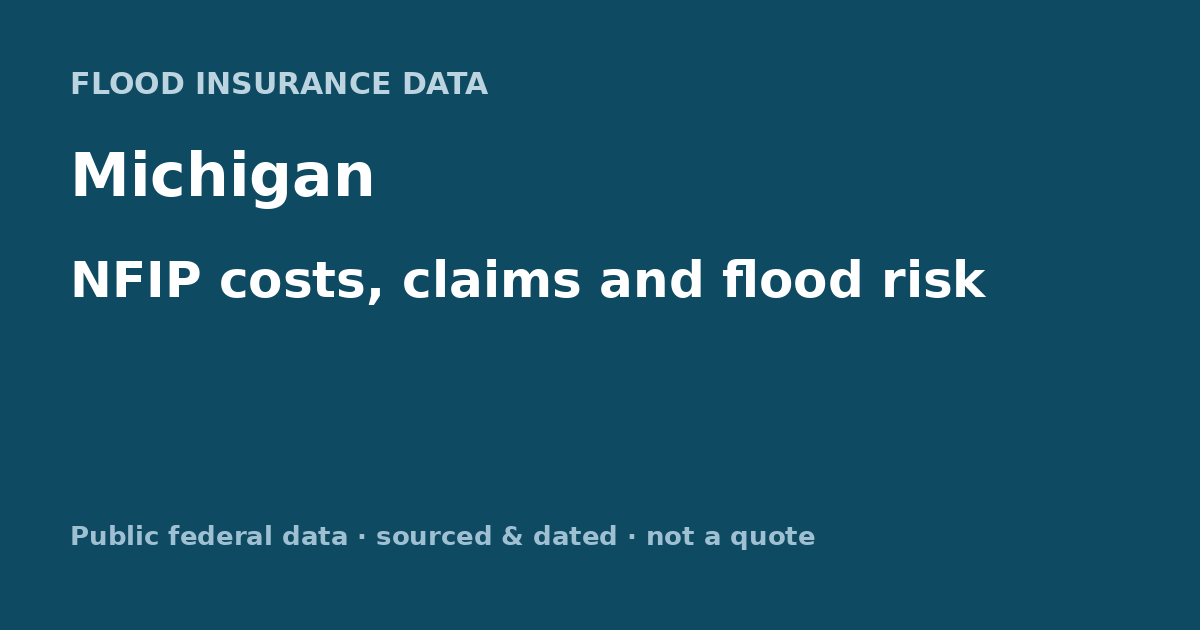 FLOOD INSURANCE DATA
Michigan
NFIP costs, claims and flood risk
Public federal data · sourced & dated · not a quote